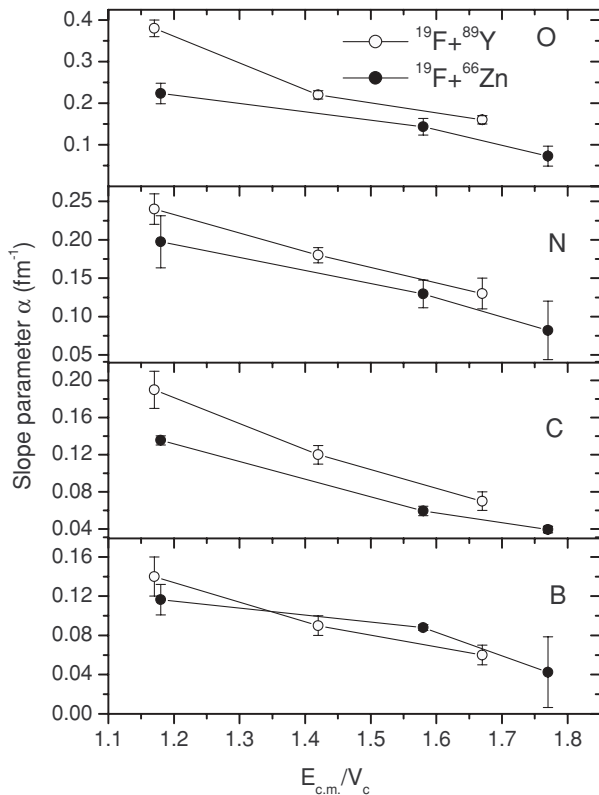 0.4
0.3
0.2
0.1
¹⁹F+⁸⁹Y
¹⁹F+⁶⁶Zn
O
0.25
0.20
0.15
0.10
0.05
N
Slope parameter α (fm⁻¹)
0.20
0.16
0.12
0.08
0.04
C
0.16
0.12
0.08
0.04
0.00
B
1.1 1.2 1.3 1.4 1.5 1.6 1.7 1.8
E_c.m./V_c